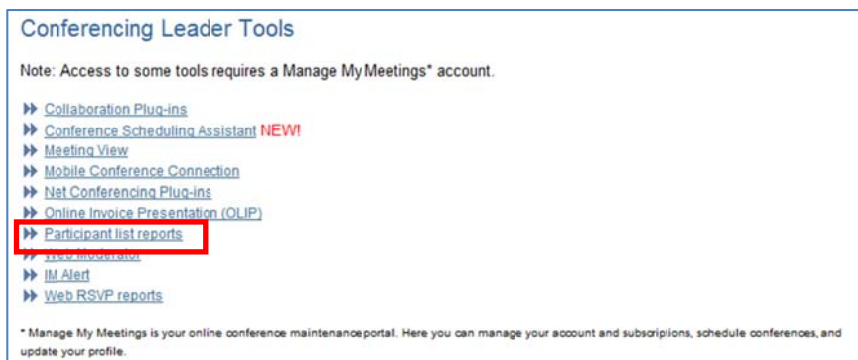 Conferencing Leader Tools
Note: Access to some tools requires a Manage My Meetings* account.
Collaboration Plug-ins
Conference Scheduling Assistant NEW!
Meeting View
Mobile Conference Connection
Net Conferencing Plug-ins
Online Invoice Presentation (OLIP)
Participant list reports
Web Moderator
IM Alert
Web RSVP reports
* Manage My Meetings is your online conference maintenanceportal. Here you can manage your account and subscriptions, schedule conferences, and
update your profile.